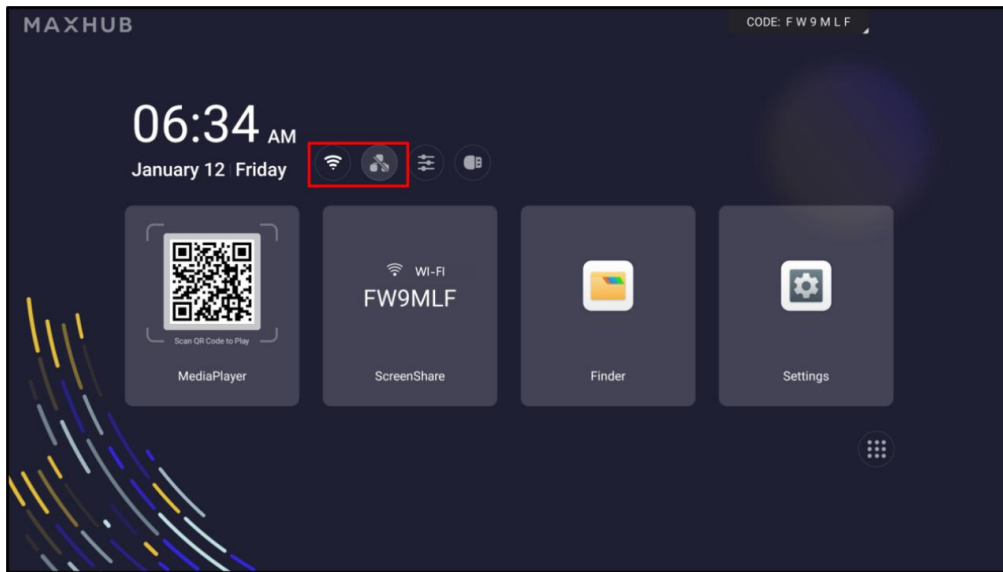 MAXHUB
CODE: F W 9 M L F
06:34 AM
January 12 Friday
WI-FI
FW9MLF
Scan QR Code to Play
MediaPlayer
ScreenShare
Finder
Settings